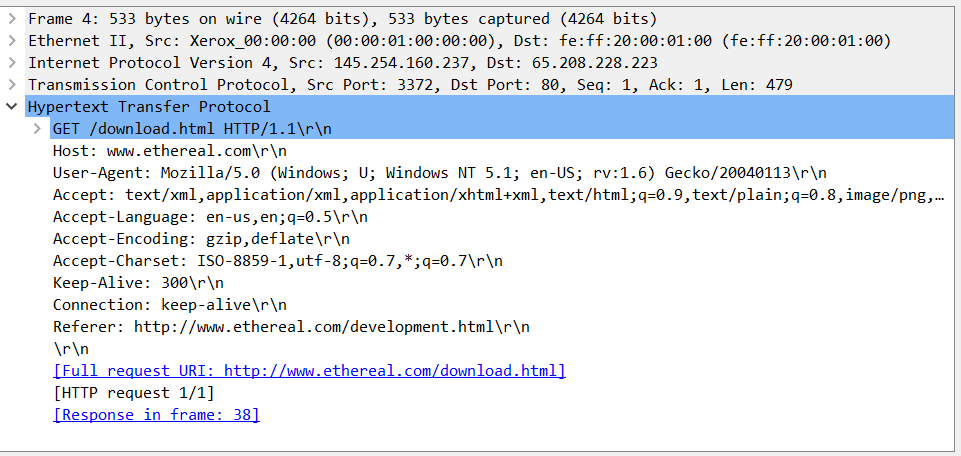 Frame 4: 533 bytes on wire (4264 bits), 533 bytes captured (4264 bits)
Ethernet II, Src: Xerox_00:00:00 (00:00:01:00:00:00), Dst: fe:ff:20:00:01:00 (fe:ff:20:00:01:00)
Internet Protocol Version 4, Src: 145.254.160.237, Dst: 65.208.228.223
Transmission Control Protocol, Src Port: 3372, Dst Port: 80, Seq: 1, Ack: 1, Len: 479
Hypertext Transfer Protocol
GET /download.html HTTP/1.1\r\n
Host: www.ethereal.com\r\n
User-Agent: Mozilla/5.0 (Windows; U; Windows NT 5.1; en-US; rv:1.6) Gecko/20040113\r\n
Accept: text/xml,application/xml,application/xhtml+xml,text/html;q=0.9,text/plain;q=0.8,image/png,…
Accept-Language: en-us,en;q=0.5\r\n
Accept-Encoding: gzip,deflate\r\n
Accept-Charset: ISO-8859-1,utf-8;q=0.7,*;q=0.7\r\n
Keep-Alive: 300\r\n
Connection: keep-alive\r\n
Referer: http://www.ethereal.com/development.html\r\n
\r\n
[Full request URI: http://www.ethereal.com/download.html]
[HTTP request 1/1]
[Response in frame: 38]